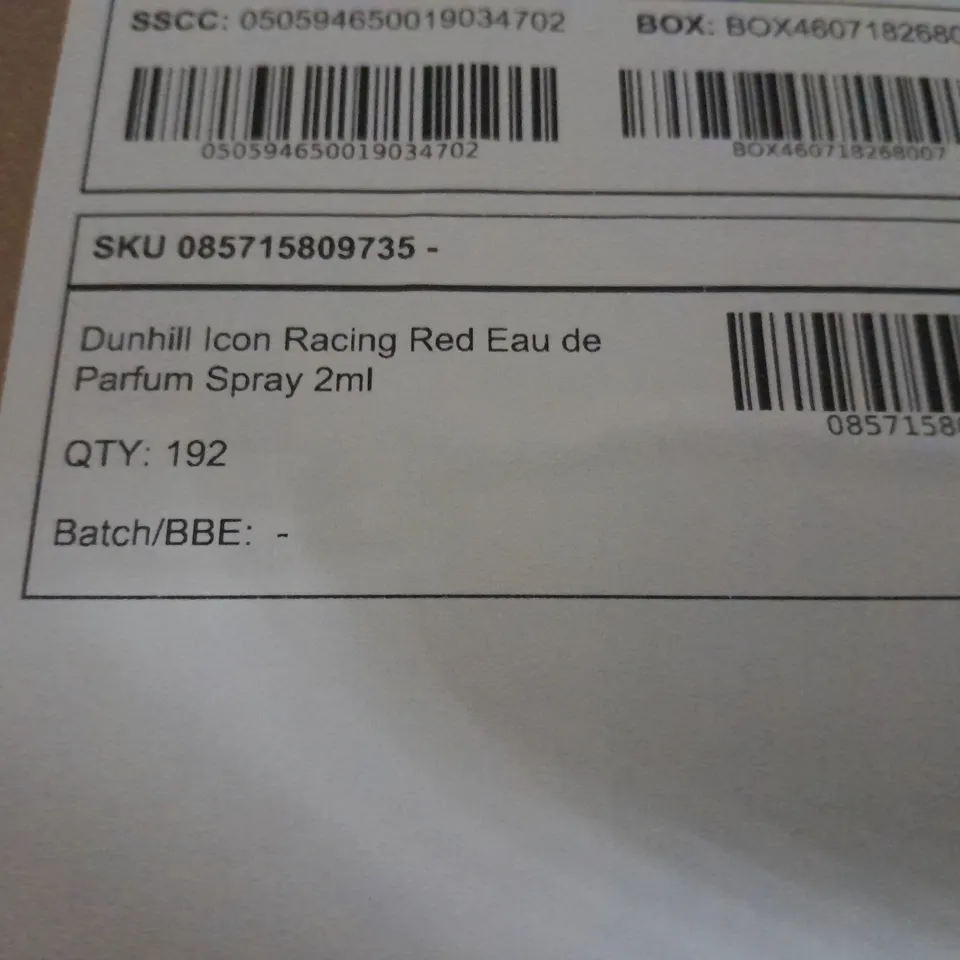 SSCC: 050594650019034702 BOX: BOX46071826800
050594650019034702 BOX460718268007
SKU 085715809735 -
Dunhill Icon Racing Red Eau de
Parfum Spray 2ml
08571580
QTY: 192
Batch/BBE: -